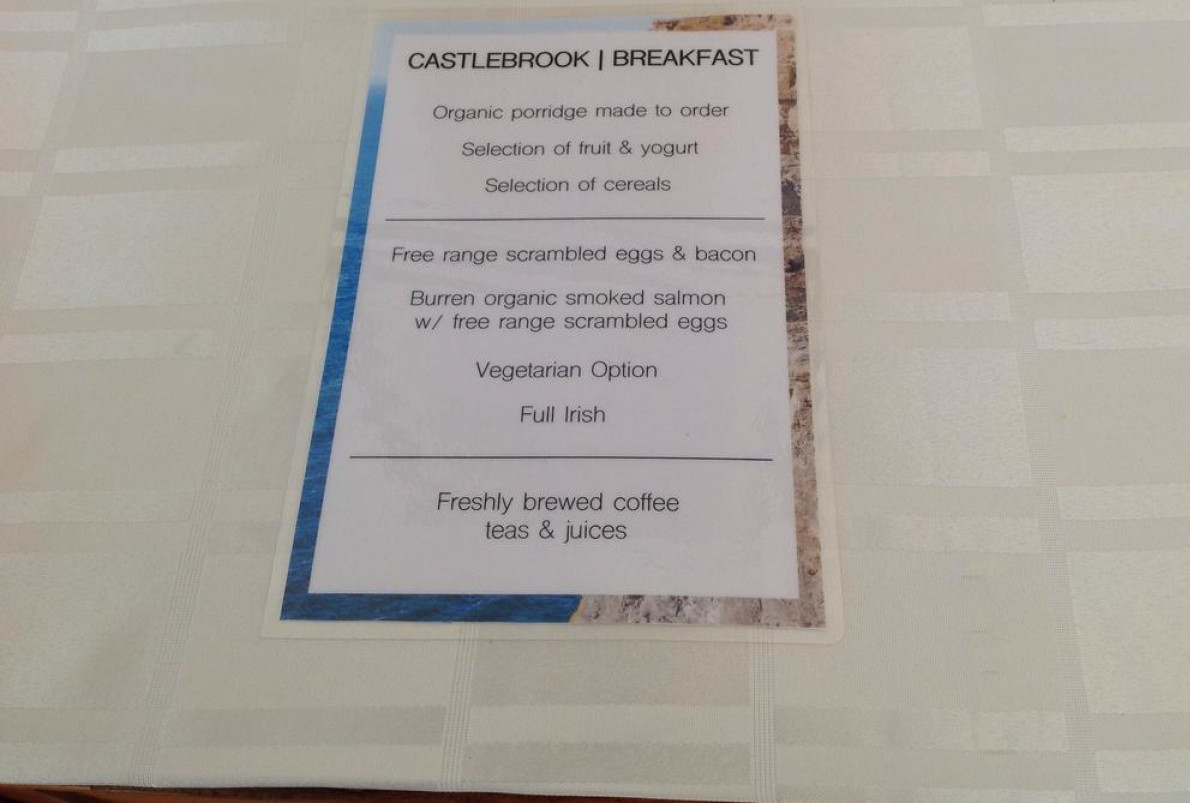 CASTLEBROOK | BREAKFAST
Organic porridge made to order
Selection of fruit & yogurt
Selection of cereals
Free range scrambled eggs & bacon
Burren organic smoked salmon
w/ free range scrambled eggs
Vegetarian Option
Full Irish
Freshly brewed coffee
teas & juices